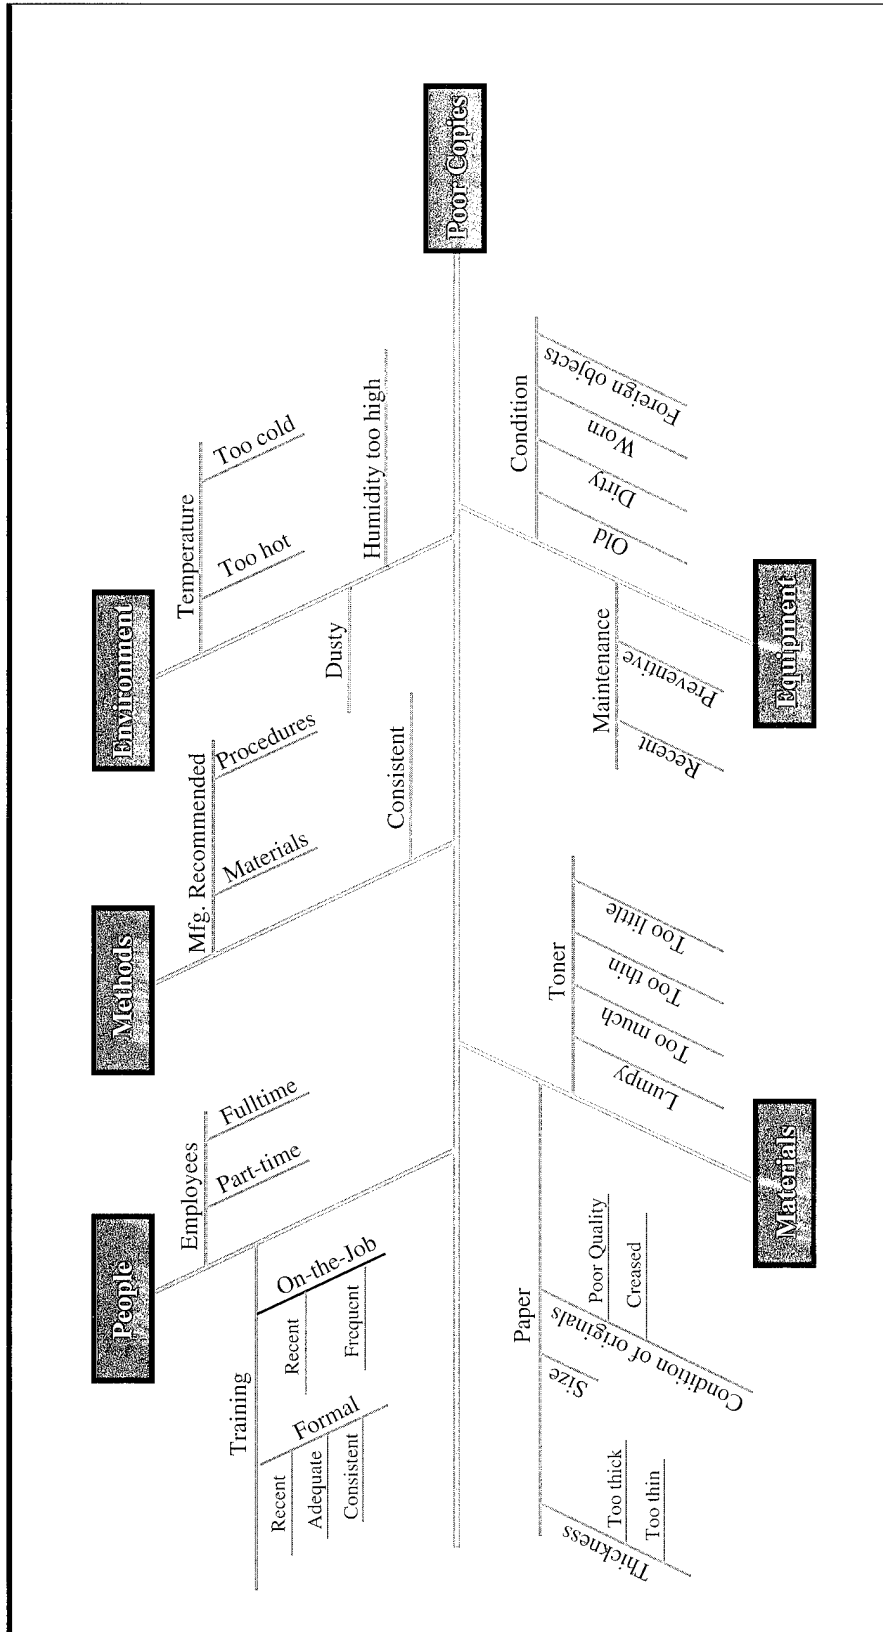 People
Employees
Part-time
Fulltime
Training
Formal
Recent
Adequate
Consistent
On-the-Job
Recent
Frequent
Methods
Mfg. Recommended
Materials
Procedures
Consistent
Environment
Temperature
Too hot
Too cold
Dusty
Humidity too high
Poor Copies
Materials
Paper
Thickness
Too thick
Too thin
Size
Condition of originals
Poor Quality
Creased
Toner
Lumpy
Too much
Too thin
Too little
Equipment
Maintenance
Recent
Preventive
Condition
Old
Dirty
Worn
Foreign objects